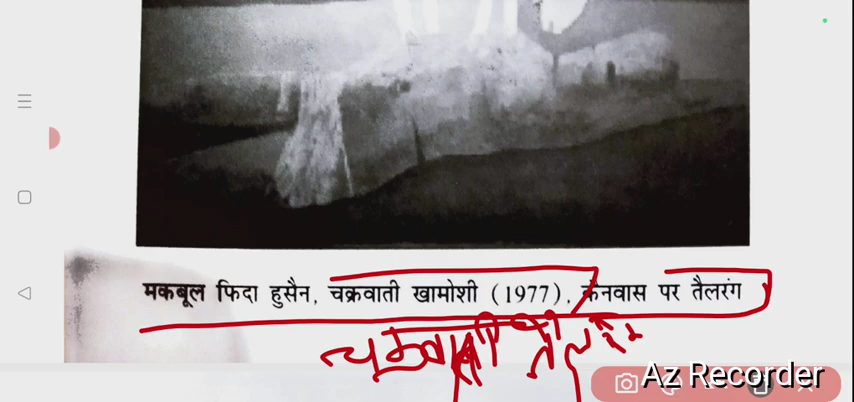 मकबूल फिदा हुसैन, चक्रवाती खामोशी (1977), कैनवास पर तैलरंग
Az Recorder